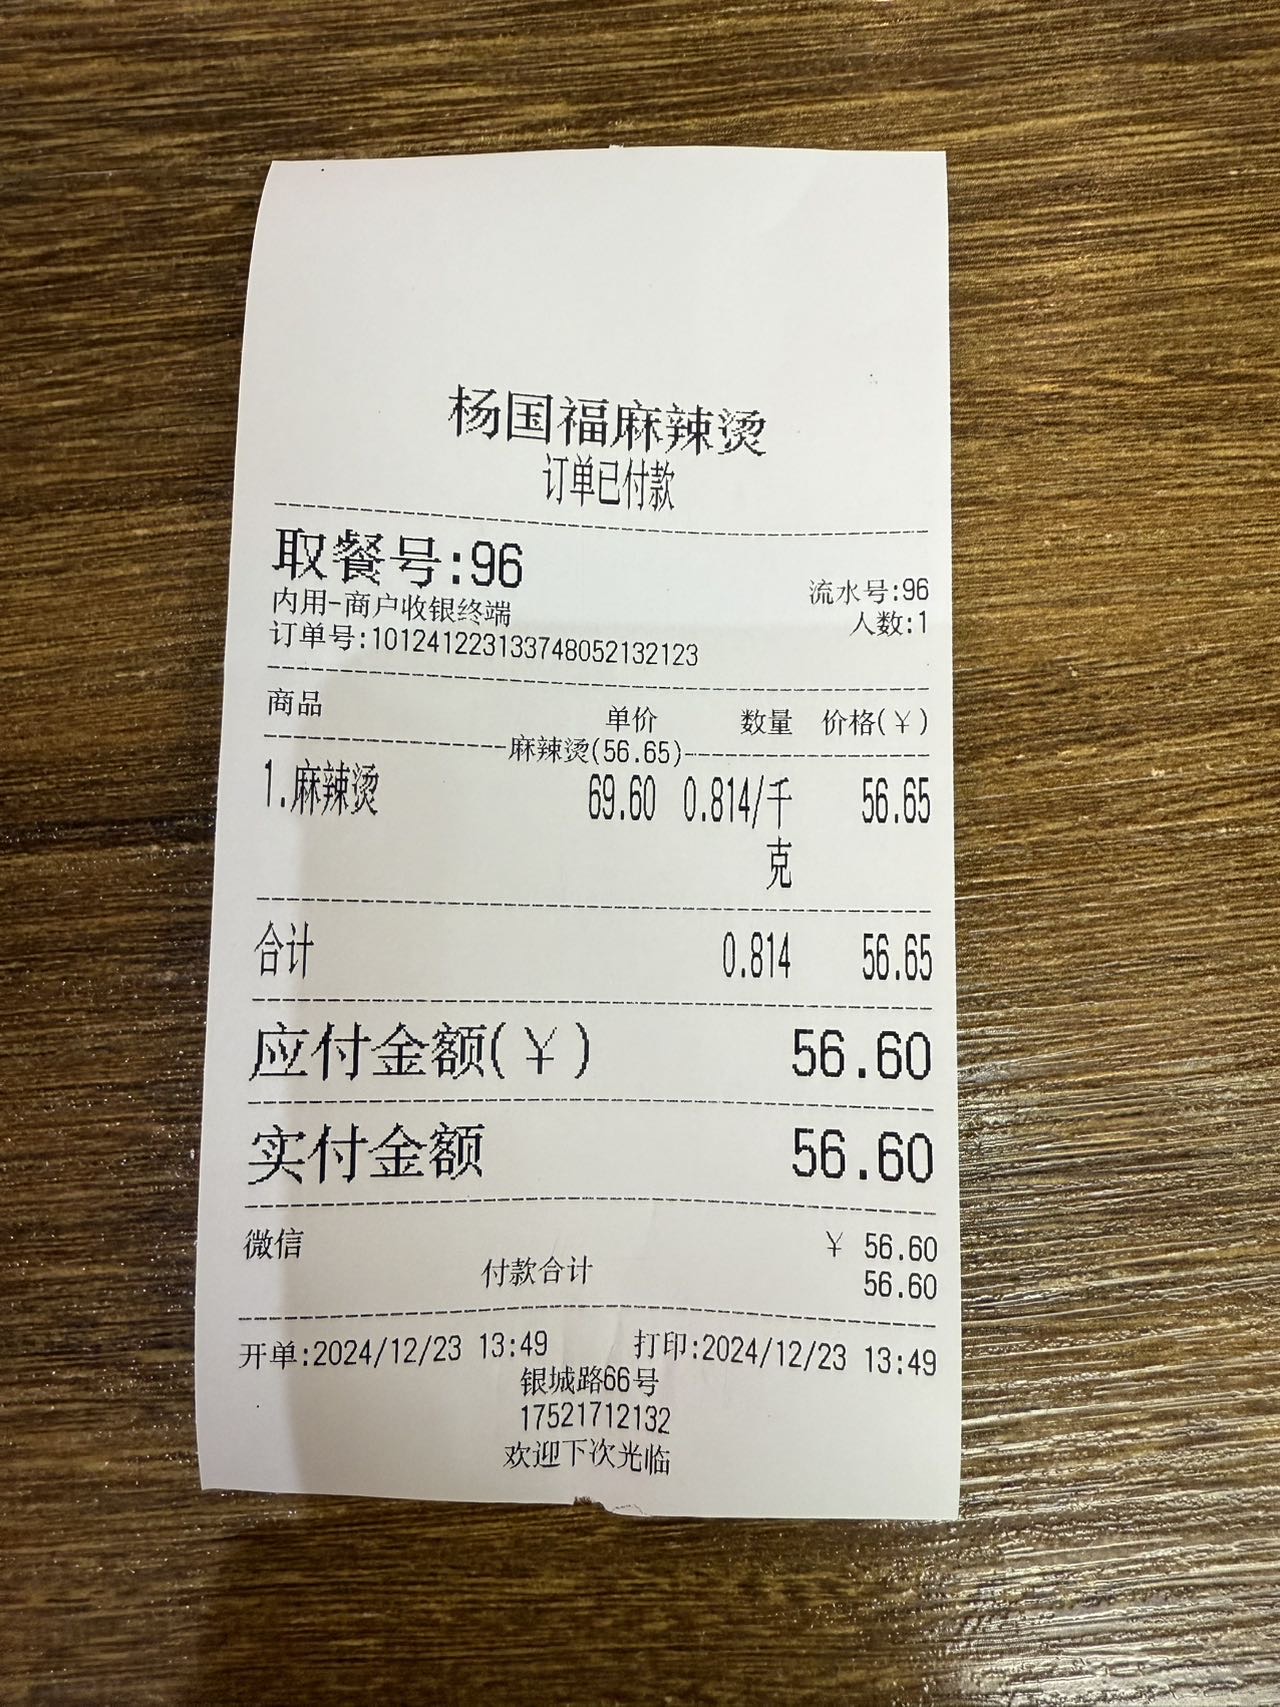 杨国福麻辣烫
订单已付款
取餐号:96
流水号:96
内用-商户收银终端
人数:1
订单号:101241223133748052132123
商品 单价 数量 价格(￥)
麻辣烫(56.65)
1.麻辣烫 69.60 0.814/千克 56.65
合计 0.814 56.65
应付金额(￥) 56.60
实付金额 56.60
微信 ￥ 56.60
付款合计 56.60
开单:2024/12/23 13:49 打印:2024/12/23 13:49
银城路66号
17521712132
欢迎下次光临